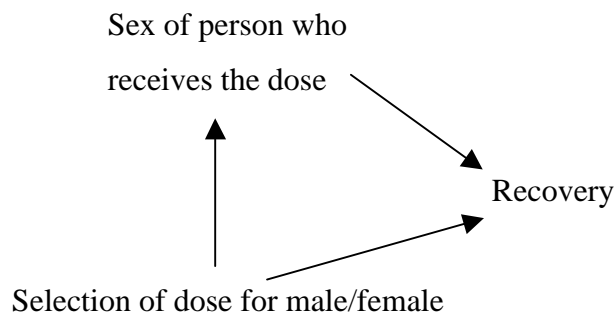 Sex of person who
receives the dose
Recovery
Selection of dose for male/female